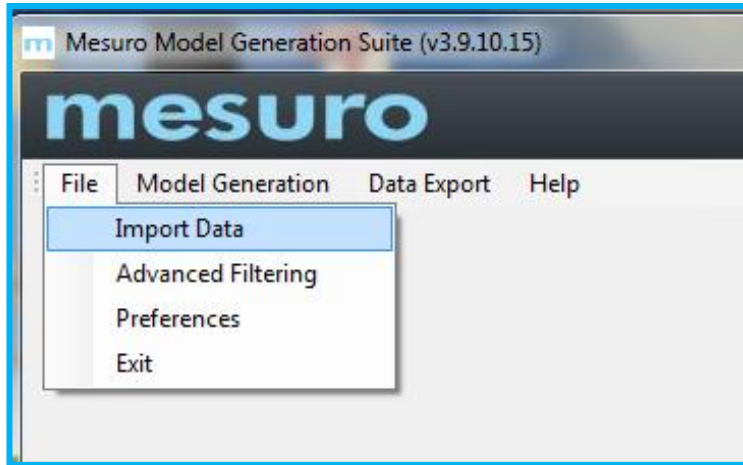 m Mesuro Model Generation Suite (v3.9.10.15)
mesuro
File Model Generation Data Export Help
Import Data
Advanced Filtering
Preferences
Exit